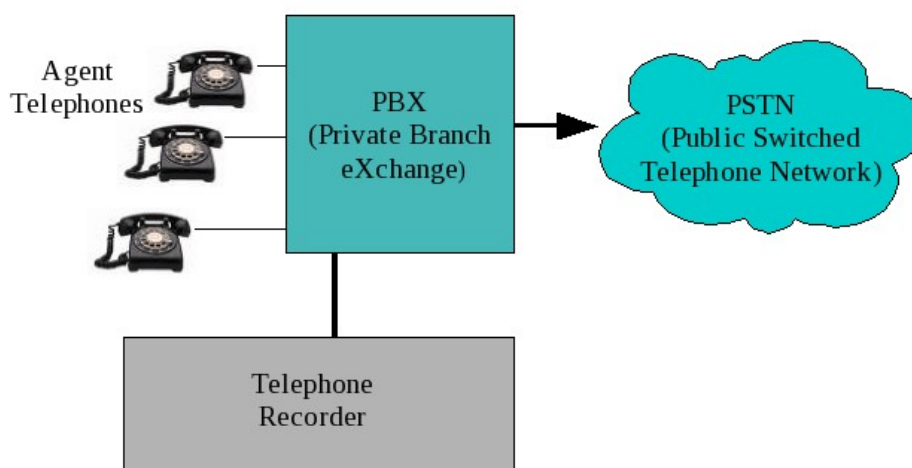 Agent
Telephones
PBX
(Private Branch
eXchange)
PSTN
(Public Switched
Telephone Network)
Telephone
Recorder